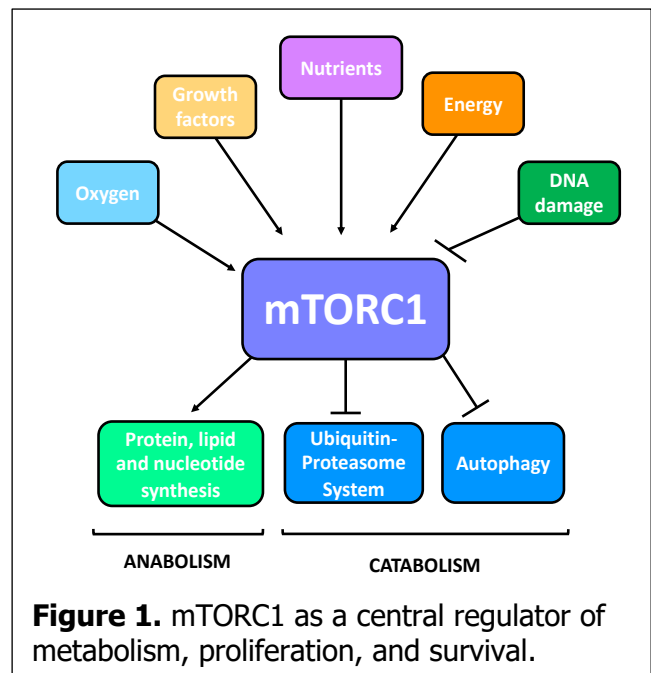 Nutrients
Growth
factors
Energy
Oxygen
DNA
damage
mTORC1
Protein, lipid
and nucleotide
synthesis
Ubiquitin-
Proteasome
System
Autophagy
ANABOLISM
CATABOLISM
Figure 1. mTORC1 as a central regulator of
metabolism, proliferation, and survival.